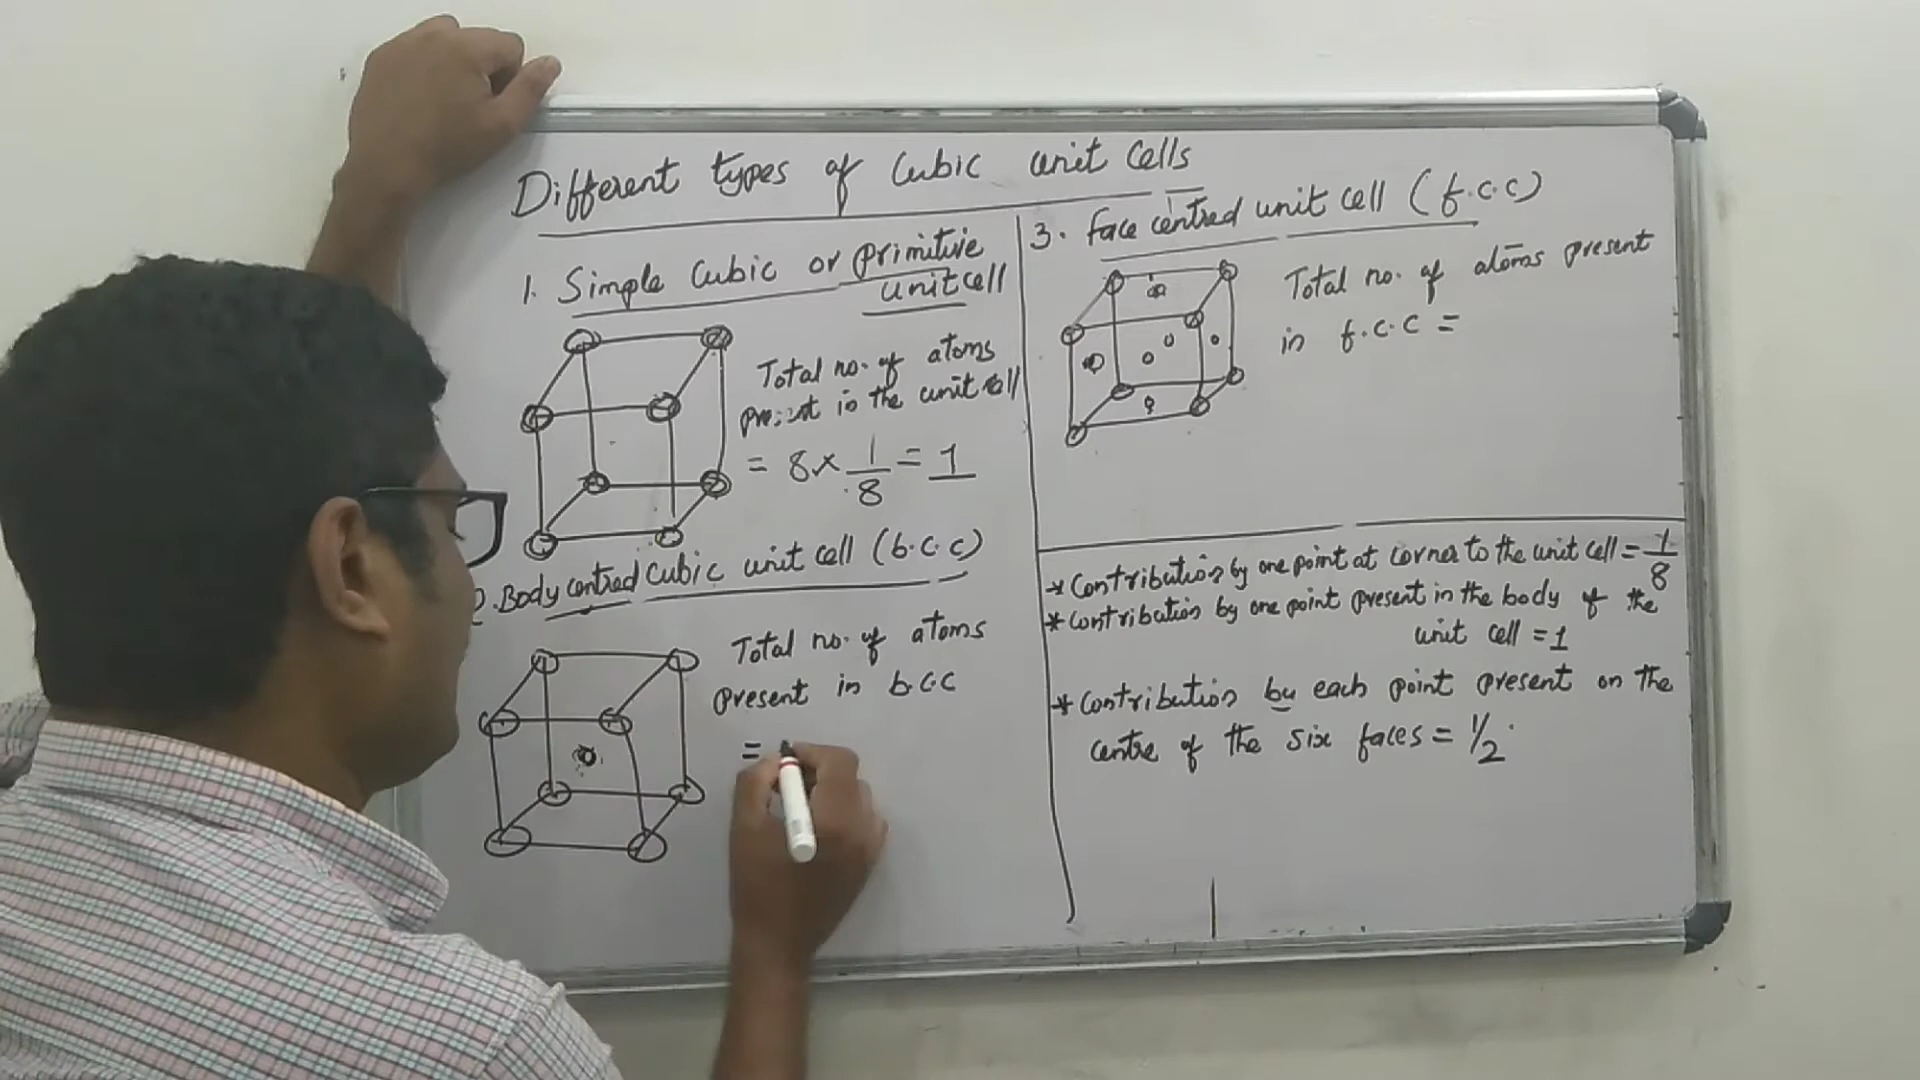 Different types of Cubic unit Cells
1. Simple Cubic or primitive
unit cell
Total no. of atoms
present in the unit cell
= 8 × 1/8 = 1
2. Body centred Cubic unit cell (b.c.c)
Total no. of atoms
present in b.c.c
=
3. Face centred unit cell (f.c.c)
Total no. of atoms present
in f.c.c =
* Contribution by one point at corner to the unit cell = 1/8
* Contribution by one point present in the body of the
unit cell = 1
* Contribution by each point present on the
centre of the six faces = 1/2.